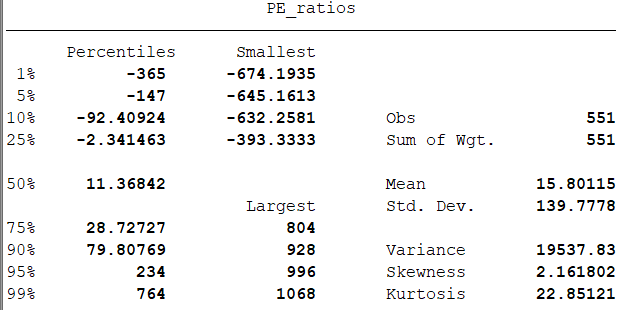 PE_ratios
Percentiles Smallest
1% -365 -674.1935
5% -147 -645.1613
10% -92.40924 -632.2581 Obs 551
25% -2.341463 -393.3333 Sum of Wgt. 551
50% 11.36842 Mean 15.80115
Largest Std. Dev. 139.7778
75% 28.72727 804
90% 79.80769 928 Variance 19537.83
95% 234 996 Skewness 2.161802
99% 764 1068 Kurtosis 22.85121